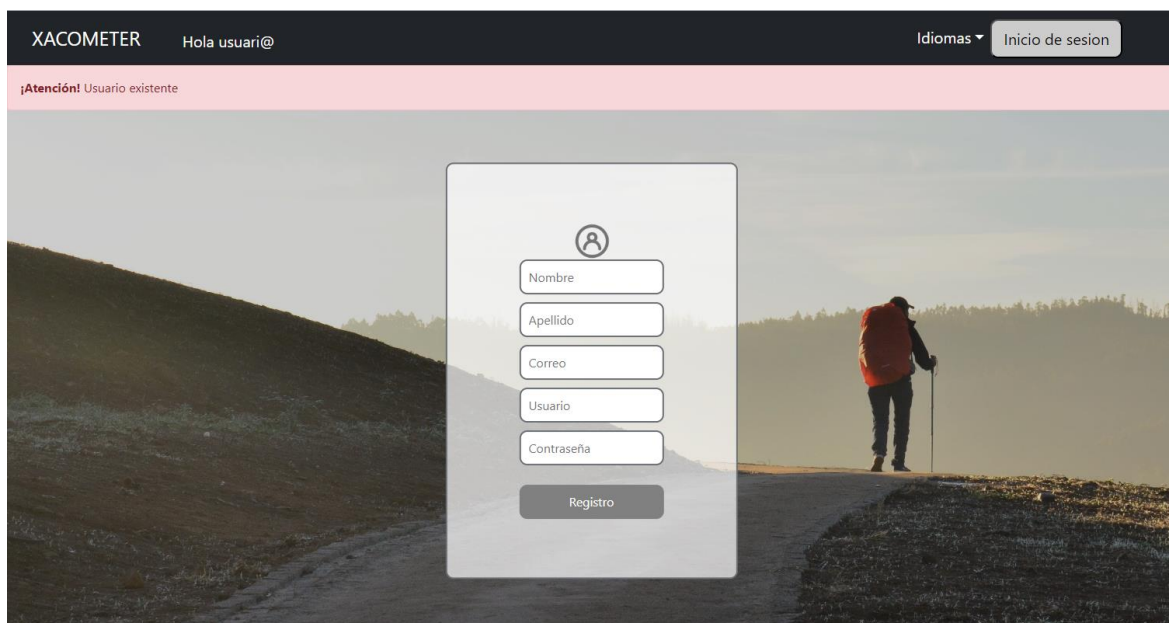 XACOMETER Hola usuari@ Idiomas Inicio de sesion
¡Atención! Usuario existente
Nombre
Apellido
Correo
Usuario
Contraseña
Registro